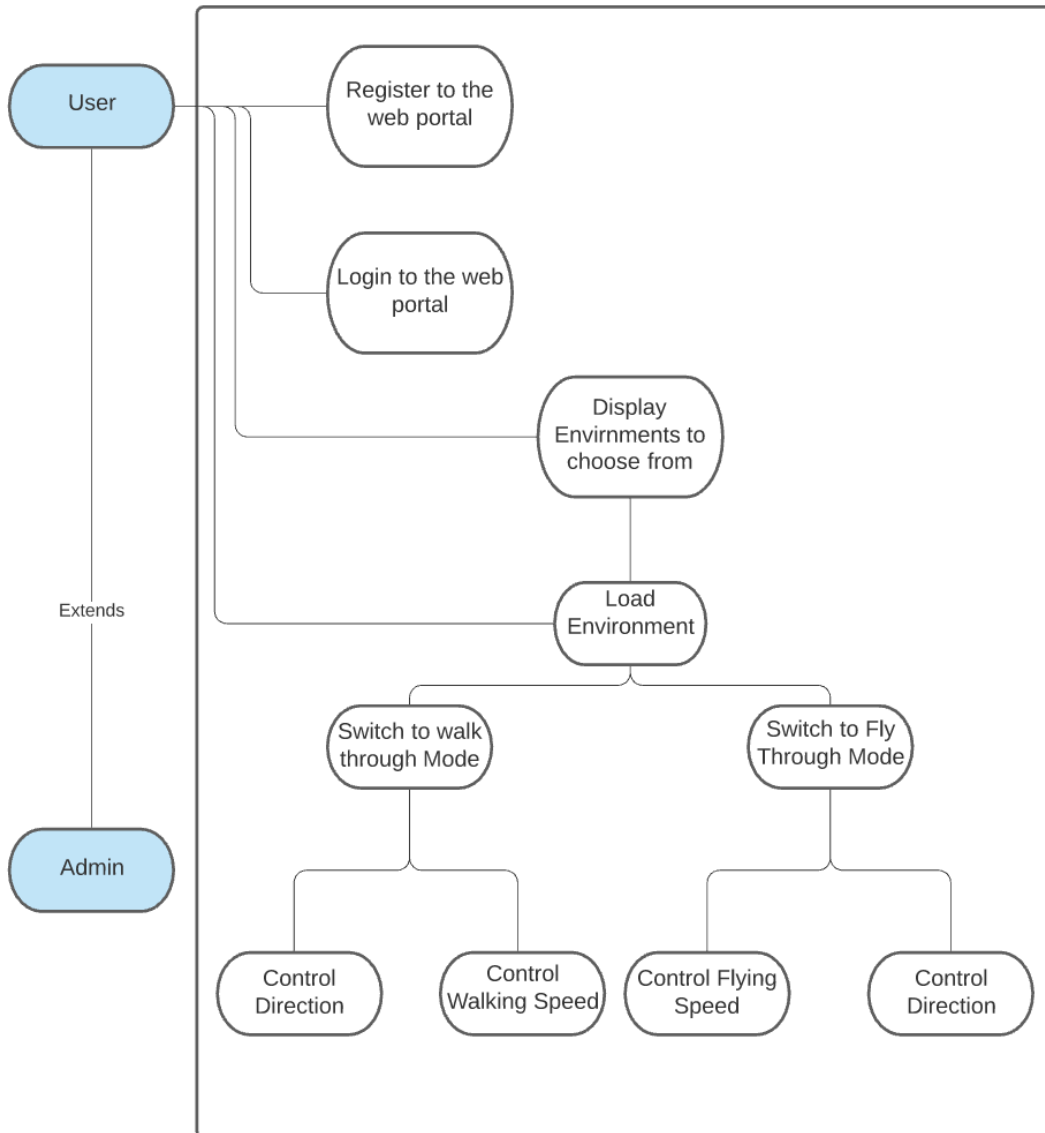 User
Register to the
web portal
Login to the web
portal
Display
Envirnments to
choose from
Extends
Load
Environment
Switch to walk
through Mode
Switch to Fly
Through Mode
Admin
Control
Direction
Control
Walking Speed
Control Flying
Speed
Control
Direction